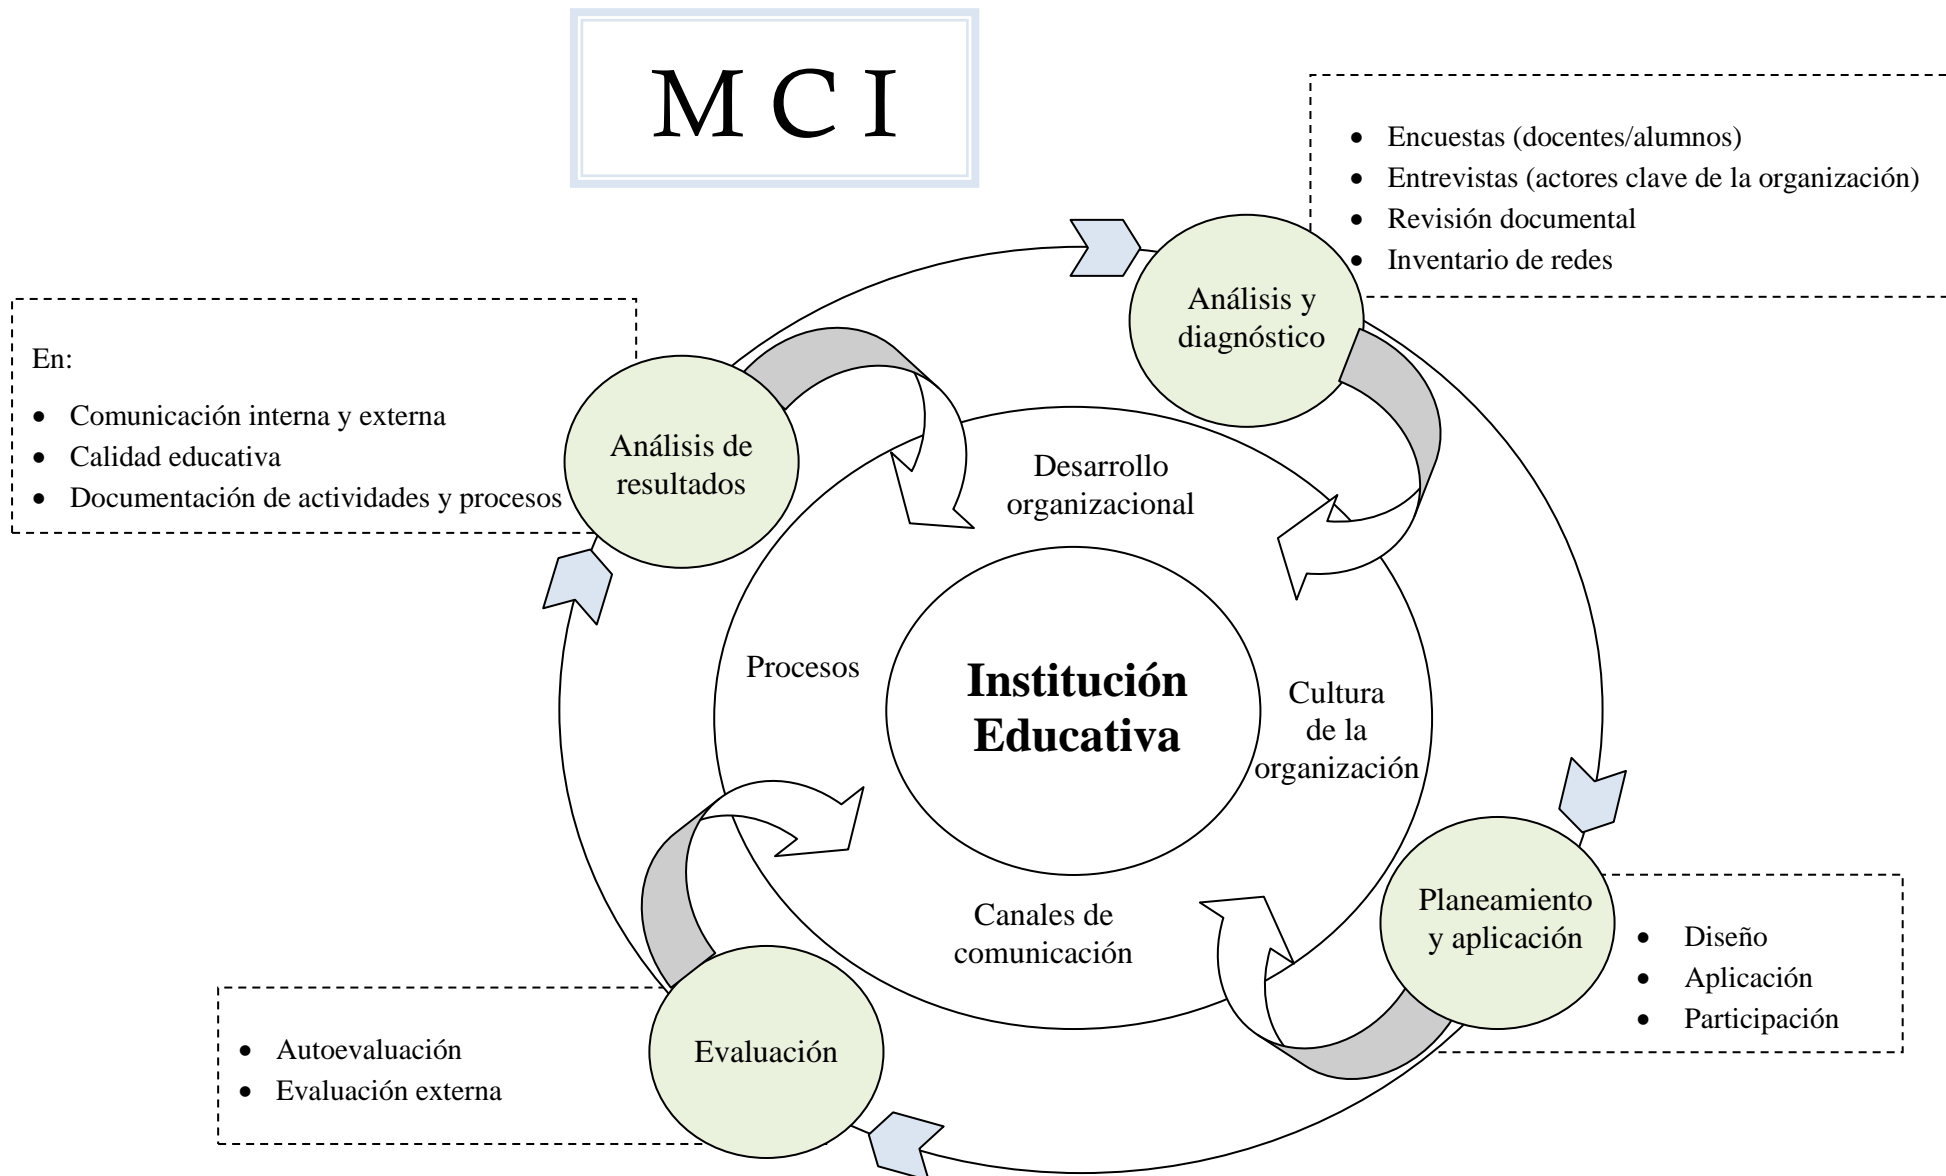 M C I
• Encuestas (docentes/alumnos)
• Entrevistas (actores clave de la organización)
• Revisión documental
• Inventario de redes
Análisis y
diagnóstico
En:
• Comunicación interna y externa
• Calidad educativa
• Documentación de actividades y procesos
Análisis de
resultados
Desarrollo
organizacional
Procesos
Institución
Educativa
Cultura
de la
organización
Canales de
comunicación
Planeamiento
y aplicación
• Diseño
• Aplicación
• Participación
Evaluación
• Autoevaluación
• Evaluación externa